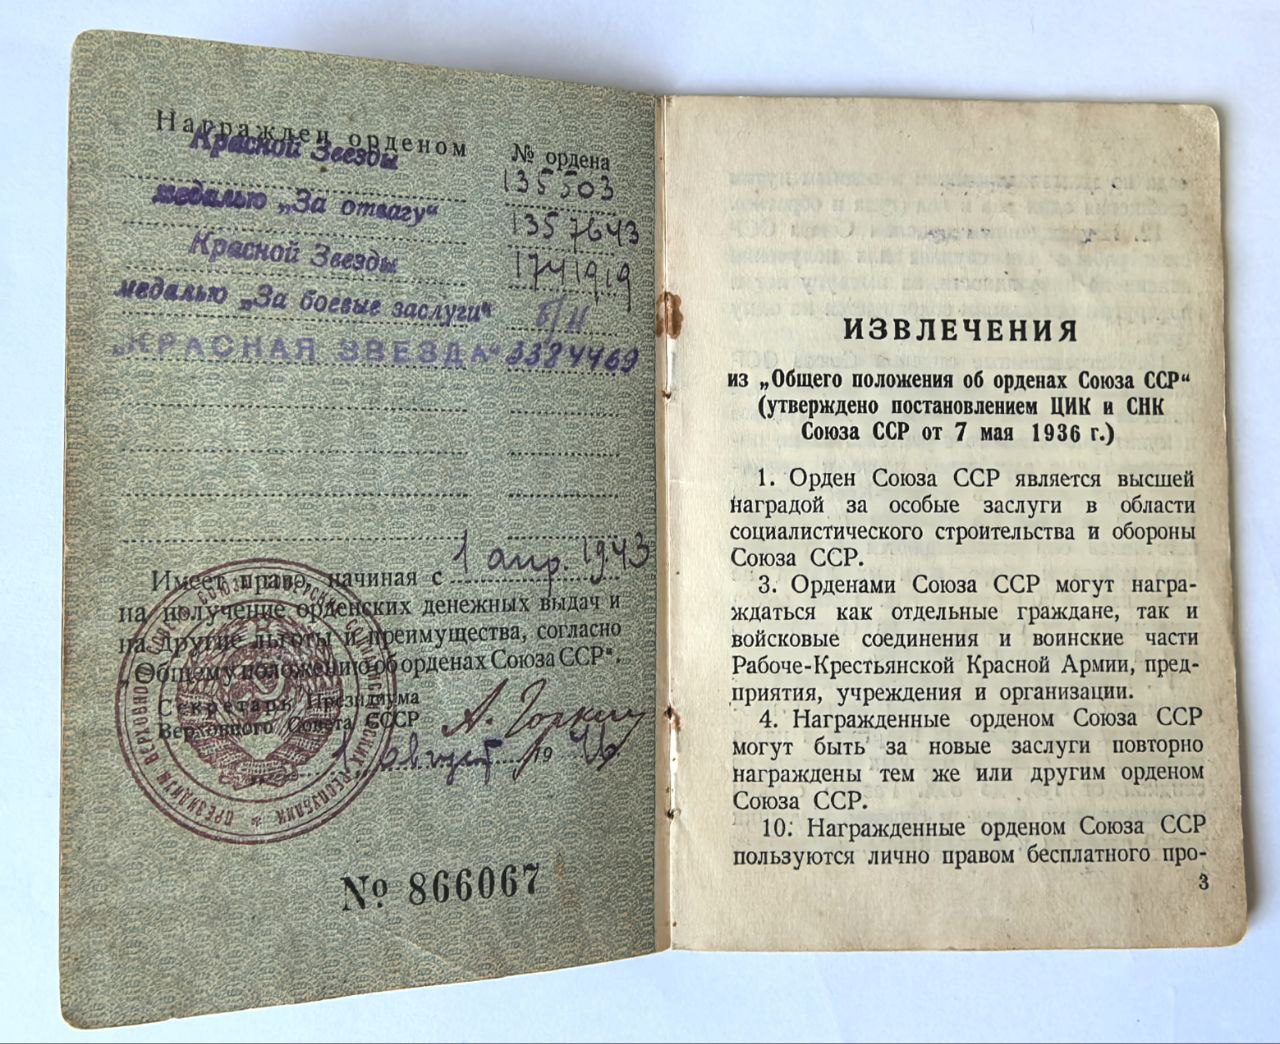 Награжден орденом
№ ордена
Красной Звезды 135503
медалью „За отвагу“ 1357643
Красной Звезды 1741919
медалью „За боевые заслуги“ Б/Н
„КРАСНАЯ ЗВЕЗДА“ 3384469
Имеет право, начиная с 1 апр. 1943
на получение орденских денежных выдач и
на другие льготы и преимущества, согласно
„Общему положению об орденах Союза ССР“.
Секретарь Президиума
Верховного Совета СССР А. Горкин
1 август 1946
№ 866067
ИЗВЛЕЧЕНИЯ
из „Общего положения об орденах Союза ССР“
(утверждено постановлением ЦИК и СНК
Союза ССР от 7 мая 1936 г.)
1. Орден Союза ССР является высшей
наградой за особые заслуги в области
социалистического строительства и обороны
Союза ССР.
3. Орденами Союза ССР могут награ-
ждаться как отдельные граждане, так и
войсковые соединения и воинские части
Рабоче-Крестьянской Красной Армии, пред-
приятия, учреждения и организации.
4. Награжденные орденом Союза ССР
могут быть за новые заслуги повторно
награждены тем же или другим орденом
Союза ССР.
10. Награжденные орденом Союза ССР
пользуются лично правом бесплатного про-
3